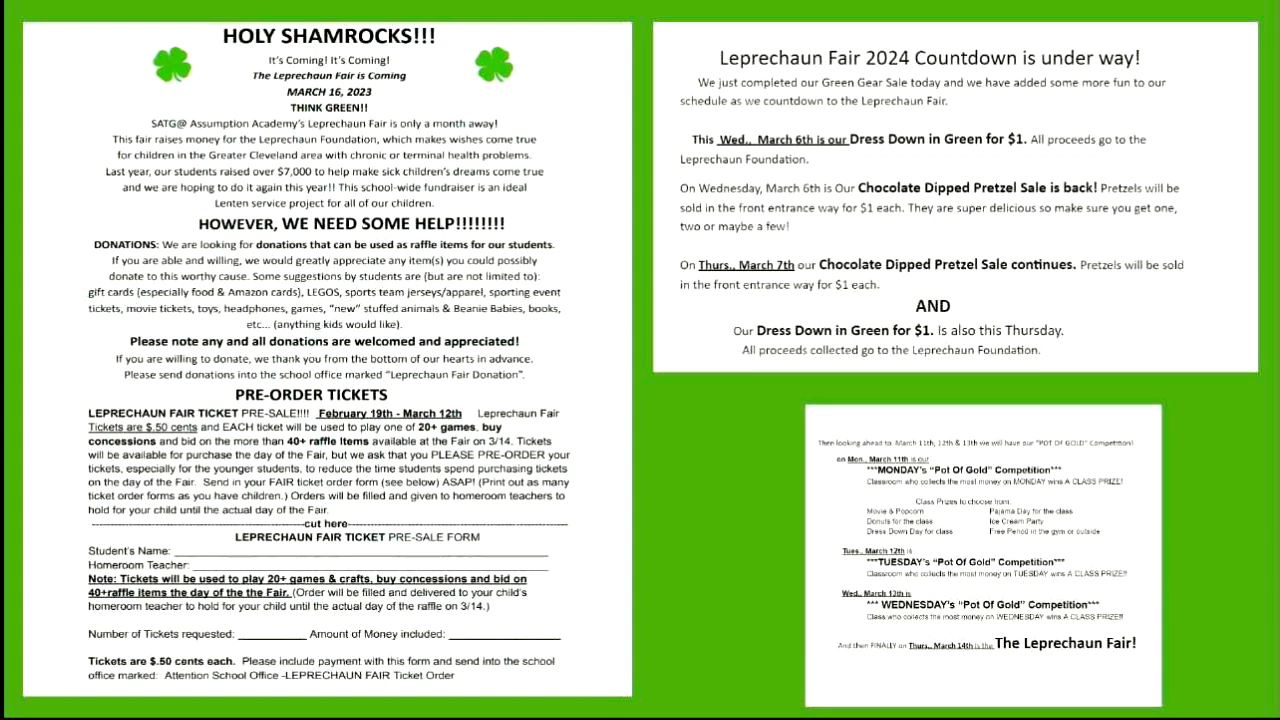 HOLY SHAMROCKS!!!
It's Coming! It's Coming!
The Leprechaun Fair is Coming
MARCH 16, 2023
THINK GREEN!!
SATG@ Assumption Academy's Leprechaun Fair is only a month away!
This fair raises money for the Leprechaun Foundation, which makes wishes come true
for children in the Greater Cleveland area with chronic or terminal health problems.
Last year, our students raised over $7,000 to help make sick children's dreams come true
and we are hoping to do it again this year!! This school-wide fundraiser is an ideal
Lenten service project for all of our children.
HOWEVER, WE NEED SOME HELP!!!!!!!!
DONATIONS: We are looking for donations that can be used as raffle items for our students.
If you are able and willing, we would greatly appreciate any item(s) you could possibly
donate to this worthy cause. Some suggestions by students are (but are not limited to):
gift cards (especially food & Amazon cards), LEGOS, sports team jerseys/apparel, sporting event
tickets, movie tickets, toys, headphones, games, "new" stuffed animals & Beanie Babies, books,
etc... (anything kids would like).
Please note any and all donations are welcomed and appreciated!
If you are willing to donate, we thank you from the bottom of our hearts in advance.
Please send donations into the school office marked "Leprechaun Fair Donation".
PRE-ORDER TICKETS
LEPRECHAUN FAIR TICKET PRE-SALE!!!! February 19th - March 12th Leprechaun Fair
Tickets are $.50 cents and EACH ticket will be used to play one of 20+ games, buy
concessions and bid on the more than 40+ raffle Items available at the Fair on 3/14. Tickets
will be available for purchase the day of the Fair, but we ask that you PLEASE PRE-ORDER your
tickets, especially for the younger students, to reduce the time students spend purchasing tickets
on the day of the Fair. Send in your FAIR ticket order form (see below) ASAP! (Print out as many
ticket order forms as you have children.) Orders will be filled and given to homeroom teachers to
hold for your child until the actual day of the Fair.
--------------------cut here--------------------
LEPRECHAUN FAIR TICKET PRE-SALE FORM
Student's Name: ____________________
Homeroom Teacher: ____________________
Note: Tickets will be used to play 20+ games & crafts, buy concessions and bid on
40+raffle items the day of the the Fair. (Order will be filled and delivered to your child's
homeroom teacher to hold for your child until the actual day of the raffle on 3/14.)
Number of Tickets requested: ___________ Amount of Money included: __________________
Tickets are $.50 cents each. Please include payment with this form and send into the school
office marked: Attention School Office -LEPRECHAUN FAIR Ticket Order
Leprechaun Fair 2024 Countdown is under way!
We just completed our Green Gear Sale today and we have added some more fun to our
schedule as we countdown to the Leprechaun Fair.
This Wed., March 6th is our Dress Down in Green for $1. All proceeds go to the
Leprechaun Foundation.
On Wednesday, March 6th is Our Chocolate Dipped Pretzel Sale is back! Pretzels will be
sold in the front entrance way for $1 each. They are super delicious so make sure you get one,
two or maybe a few!
On Thurs., March 7th our Chocolate Dipped Pretzel Sale continues. Pretzels will be sold
in the front entrance way for $1 each.
AND
Our Dress Down in Green for $1. Is also this Thursday.
All proceeds collected go to the Leprechaun Foundation.
Then looking ahead to March 11th, 12th & 13th we will have our "POT OF GOLD" Competition!
on Mon., March 11th is our
***MONDAY's "Pot Of Gold" Competition***
Classroom who collects the most money on MONDAY wins A CLASS PRIZE!
Class Prizes to choose from:
Movie & Popcorn Pajama Day for the class
Donuts for the class Ice Cream Party
Dress Down Day for class Free Period in the gym or outside
Tues., March 12th is
***TUESDAY's "Pot Of Gold" Competition***
Classroom who collects the most money on TUESDAY wins A CLASS PRIZE!!
Wed., March 13th is
*** WEDNESDAY's "Pot Of Gold" Competition***
Class who collects the most money on WEDNESDAY wins A CLASS PRIZE!!
And then FINALLY on Thurs., March 14th is the The Leprechaun Fair!